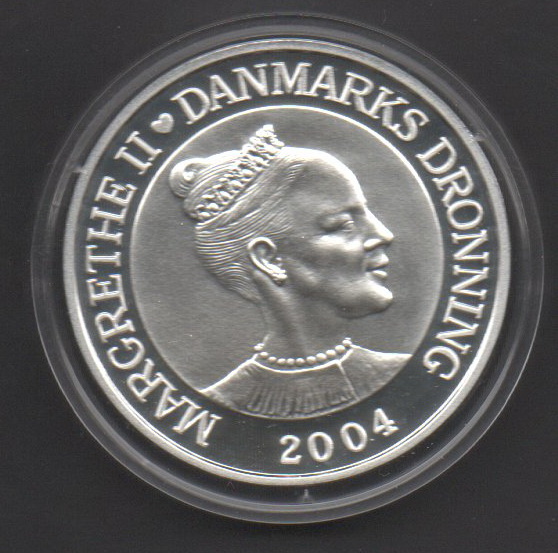 MARGRETHE II ♥ DANMARKS DRONNING
2004